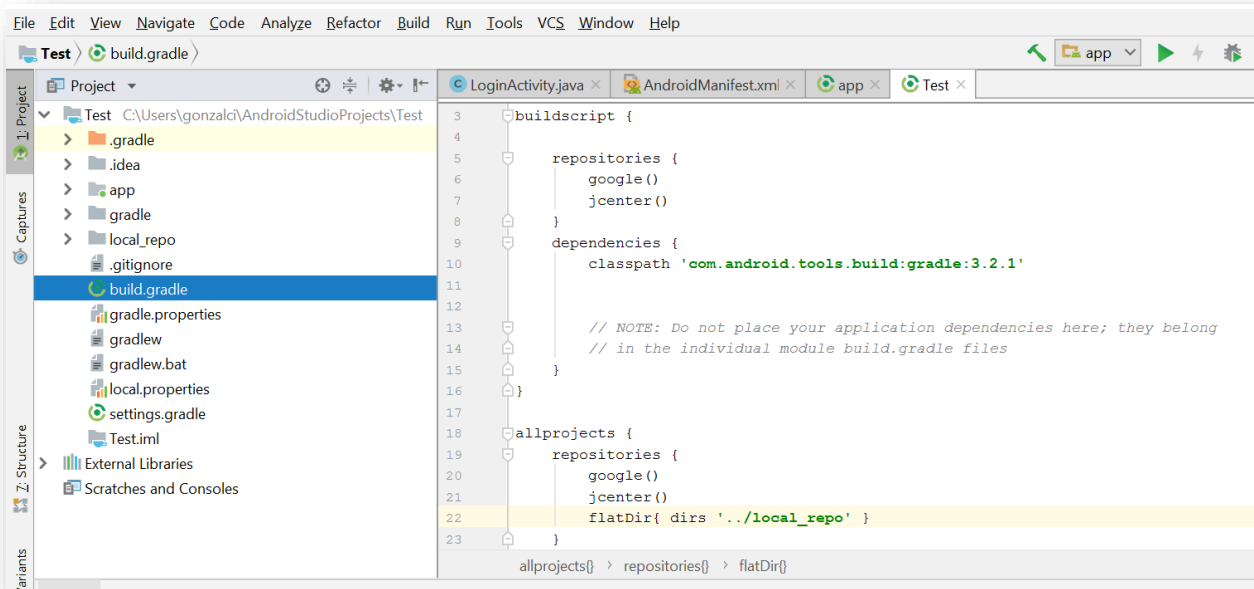 File Edit View Navigate Code Analyze Refactor Build Run Tools VCS Window Help
Test build.gradle app
1: Project
Captures
7: Structure
Project
Test C:\Users\gonzalci\AndroidStudioProjects\Test
.gradle
.idea
app
gradle
local_repo
.gitignore
build.gradle
gradle.properties
gradlew
gradlew.bat
local.properties
settings.gradle
Test.iml
External Libraries
Scratches and Consoles
LoginActivity.java AndroidManifest.xml app Test
3 buildscript {
4
5 repositories {
6 google()
7 jcenter()
8 }
9 dependencies {
10 classpath 'com.android.tools.build:gradle:3.2.1'
11
12
13 // NOTE: Do not place your application dependencies here; they belong
14 // in the individual module build.gradle files
15 }
16 }
17
18 allprojects {
19 repositories {
20 google()
21 jcenter()
22 flatDir{ dirs '../local_repo' }
23 }
allprojects{} repositories{} flatDir{}